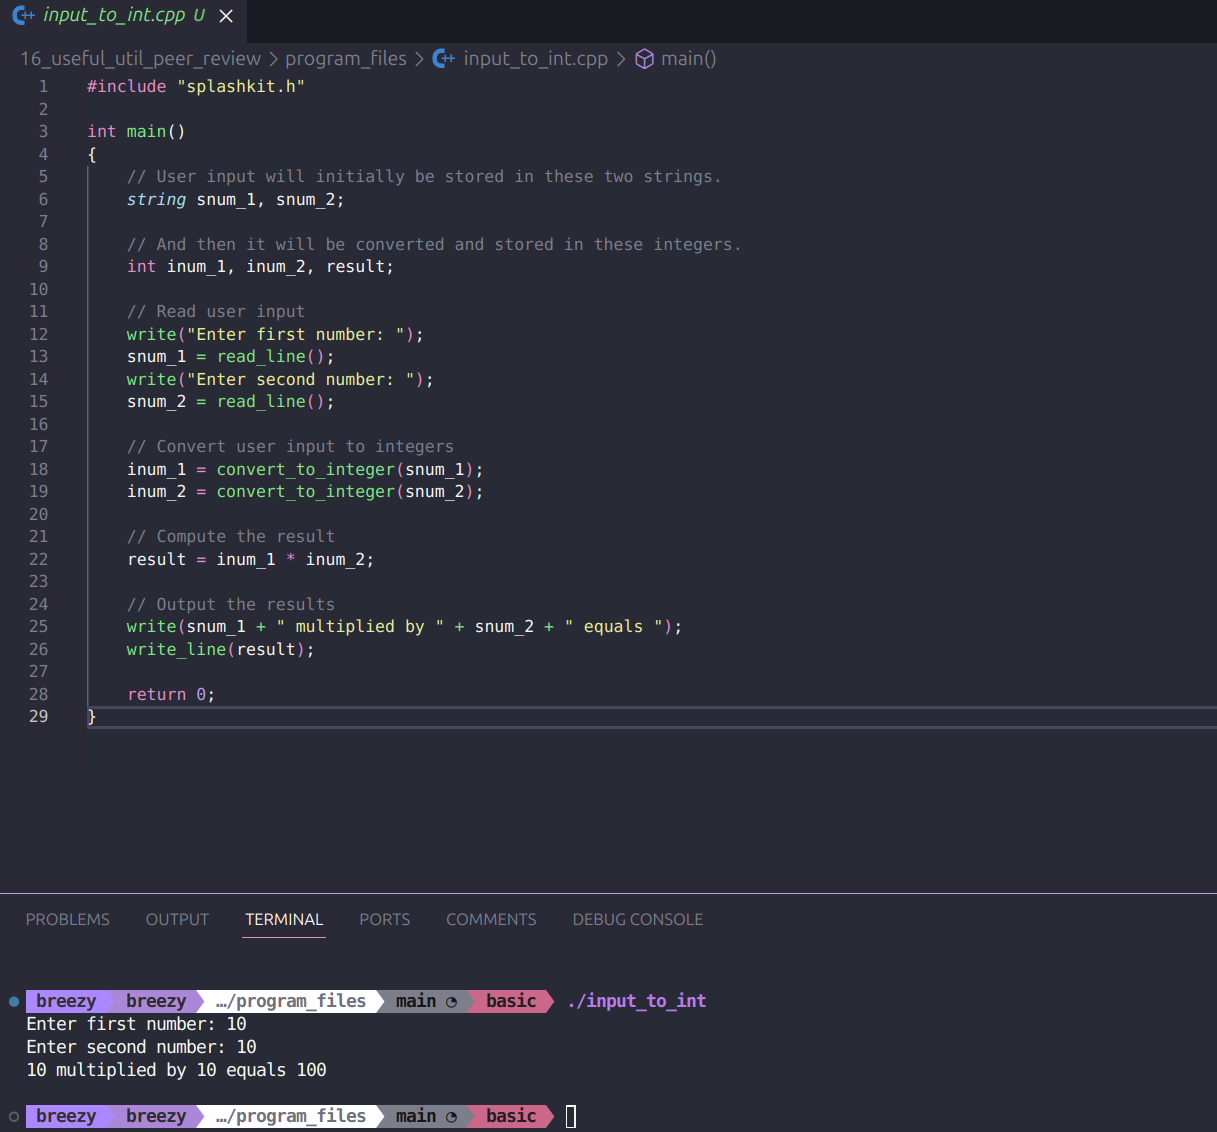 input_to_int.cpp U
16_useful_util_peer_review > program_files > input_to_int.cpp > main()
1 #include "splashkit.h"
2
3 int main()
4 {
5 // User input will initially be stored in these two strings.
6 string snum_1, snum_2;
7
8 // And then it will be converted and stored in these integers.
9 int inum_1, inum_2, result;
10
11 // Read user input
12 write("Enter first number: ");
13 snum_1 = read_line();
14 write("Enter second number: ");
15 snum_2 = read_line();
16
17 // Convert user input to integers
18 inum_1 = convert_to_integer(snum_1);
19 inum_2 = convert_to_integer(snum_2);
20
21 // Compute the result
22 result = inum_1 * inum_2;
23
24 // Output the results
25 write(snum_1 + " multiplied by " + snum_2 + " equals ");
26 write_line(result);
27
28 return 0;
29 }
PROBLEMS OUTPUT TERMINAL PORTS COMMENTS DEBUG CONSOLE
breezy breezy …/program_files main basic ./input_to_int
Enter first number: 10
Enter second number: 10
10 multiplied by 10 equals 100
breezy breezy …/program_files main basic